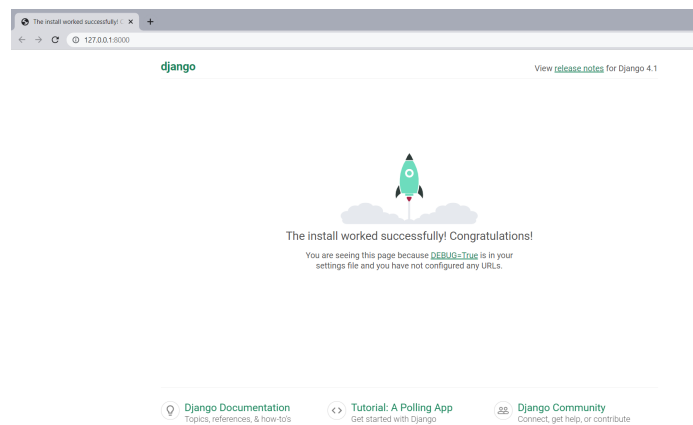 The install worked successfully! C
127.0.0.1:8000
django
View release notes for Django 4.1
The install worked successfully! Congratulations!
You are seeing this page because DEBUG=True is in your
settings file and you have not configured any URLs.
Django Documentation
Topics, references, & how-to's
Tutorial: A Polling App
Get started with Django
Django Community
Connect, get help, or contribute